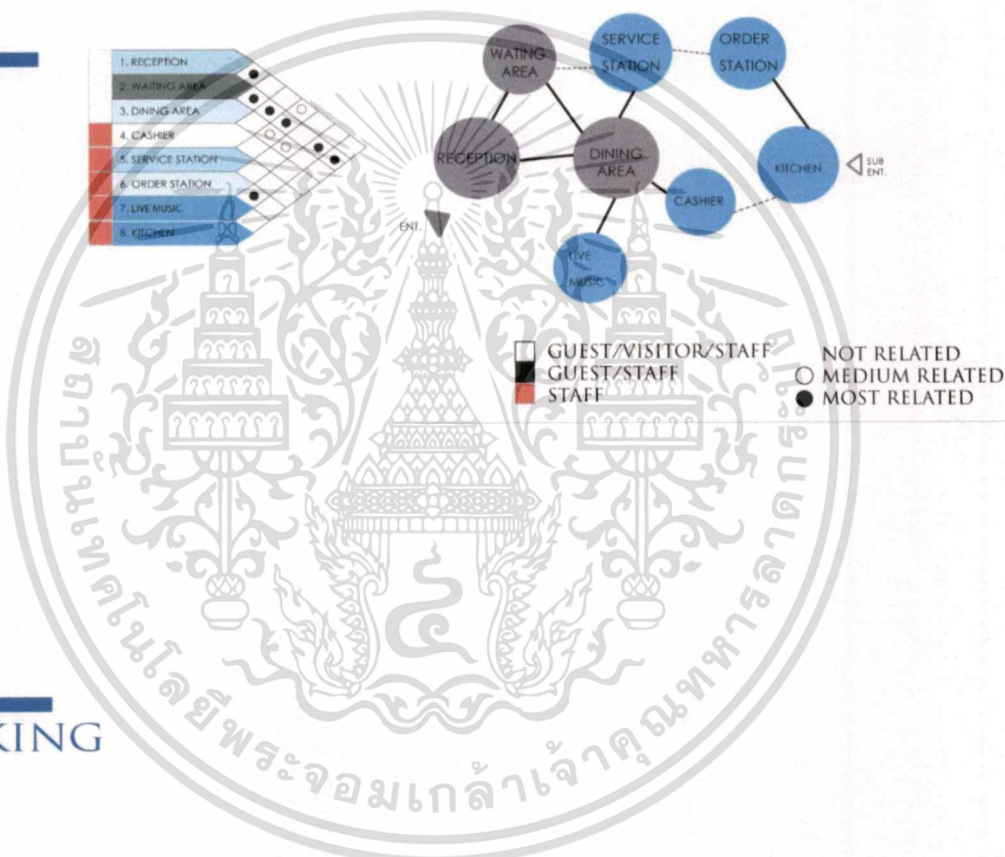 1. RECEPTION
2. WAITING AREA
3. DINING AREA
4. CASHIER
5. SERVICE STATION
6. ORDER STATION
7. LIVE MUSIC
8. KITCHEN
WATING
AREA
SERVICE
STATION
ORDER
STATION
RECEPTION
DINING
AREA
KITCHEN
SUB
ENT.
CASHIER
ENT.
LIVE
MUSIC
GUEST/VISITOR/STAFF
GUEST/STAFF
STAFF
NOT RELATED
MEDIUM RELATED
MOST RELATED
KING
สถาบันเทคโนโลยีพระจอมเกล้าเจ้าคุณทหารลาดกระบัง